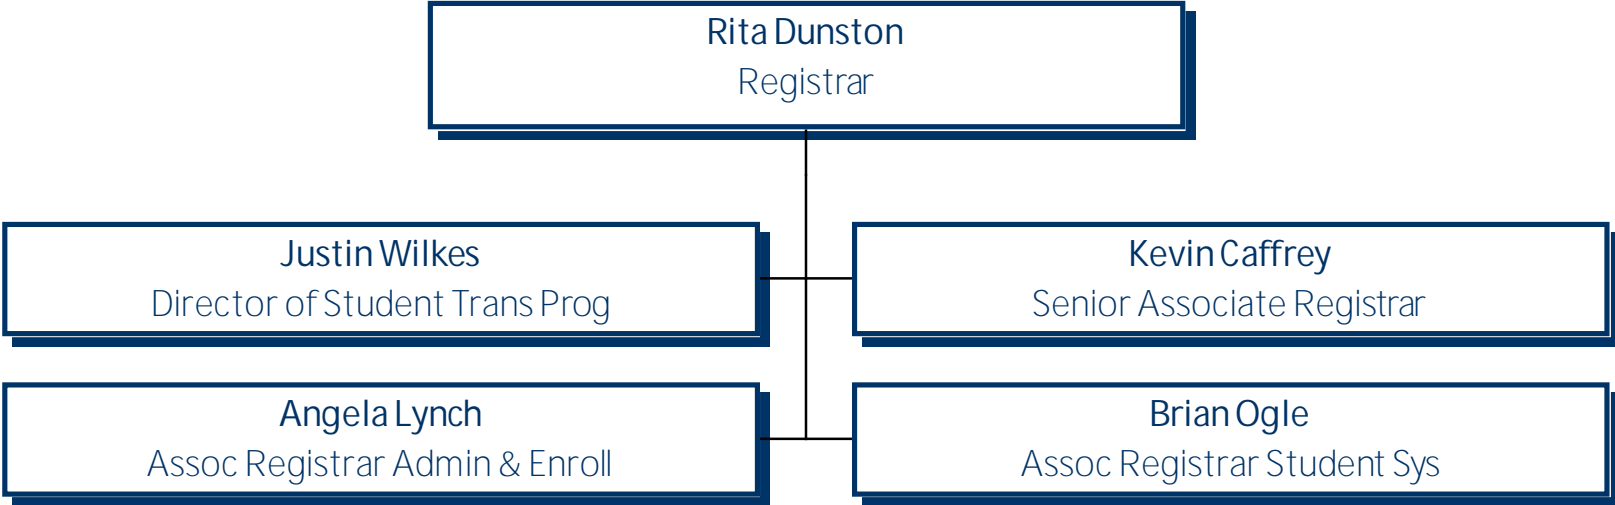 Rita Dunston
Registrar
Justin Wilkes
Director of Student Trans Prog
Kevin Caffrey
Senior Associate Registrar
Angela Lynch
Assoc Registrar Admin & Enroll
Brian Ogle
Assoc Registrar Student Sys